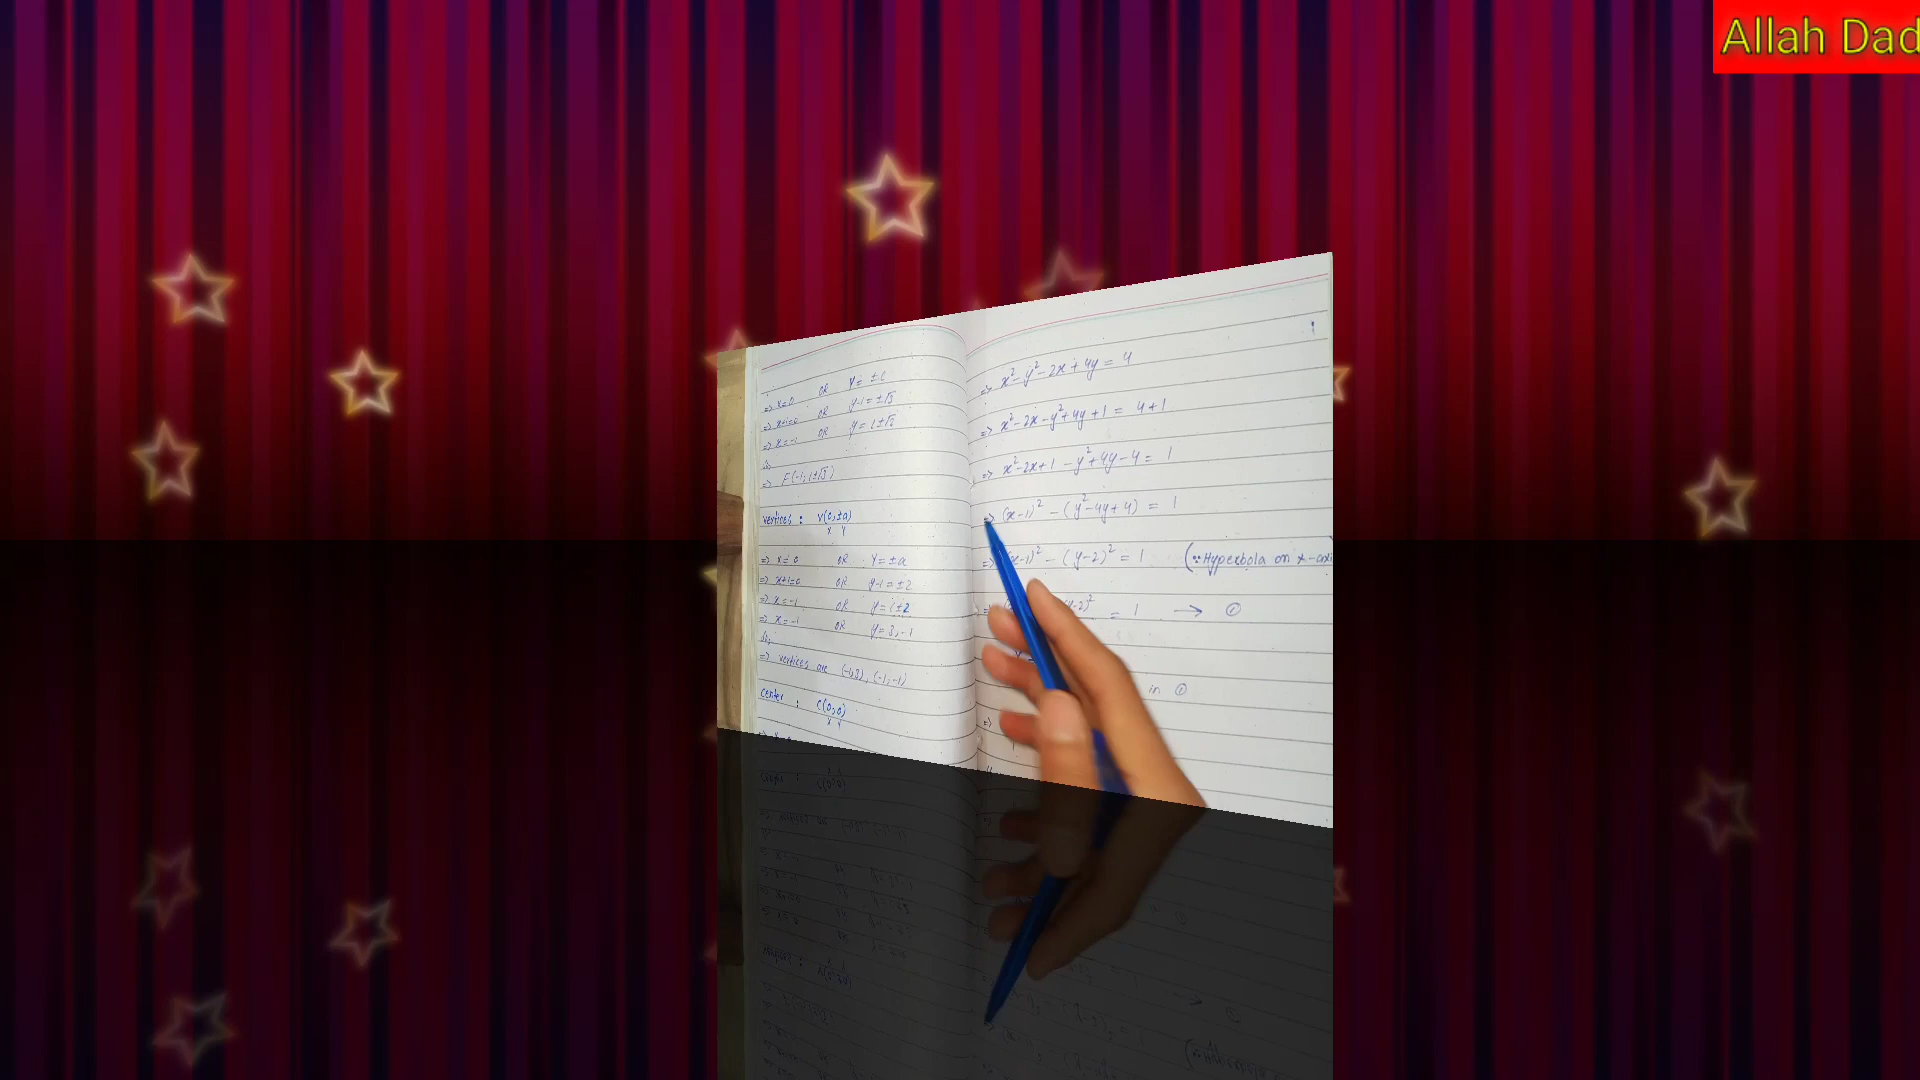 Allah Dad
=> x=0 OR Y=±c
=> x+1=0 OR y-1=±√5
=> x=-1 OR y=1±√5
=> F(-1,1±√5)
vertices : V(0,±a)
x y
=> x=0 OR Y=±a
=> x+1=0 OR y-1=±2
=> x=-1 OR y=1±2
=> x=-1 OR y=3,-1
=> vertices are (-1,3),(-1,-1)
center : C(0,0)
x y
=> x²-y²-2x+4y=4
=> x²-2x-y²+4y+1=4+1
=> x²-2x+1-y²+4y-4=1
=> (x-1)²-(y²-4y+4)=1
(x-1)²-(y-2)²=1 (∵Hyperbola on x-axi
=1 → ①
in ①